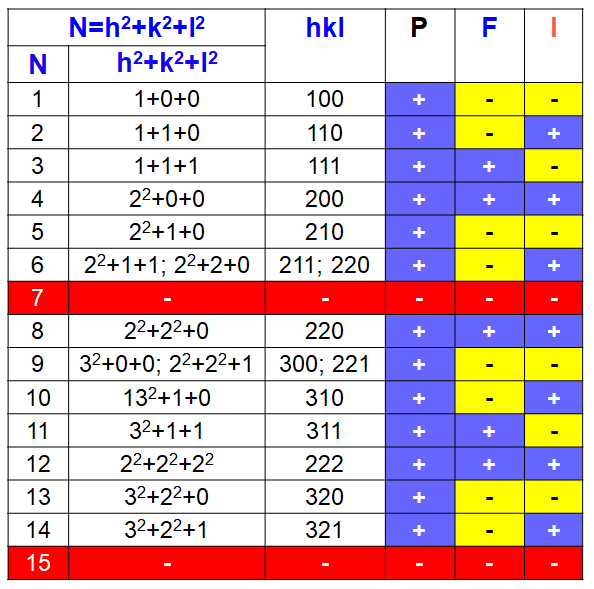 N=h²+k²+l² hkl P F I
N h²+k²+l²
1 1+0+0 100 + - -
2 1+1+0 110 + - +
3 1+1+1 111 + + -
4 2²+0+0 200 + + +
5 2²+1+0 210 + - -
6 2²+1+1; 2²+2+0 211; 220 + - +
7 - - - - -
8 2²+2²+0 220 + + +
9 3²+0+0; 2²+2²+1 300; 221 + - -
10 13²+1+0 310 + - +
11 3²+1+1 311 + + -
12 2²+2²+2² 222 + + +
13 3²+2²+0 320 + - -
14 3²+2²+1 321 + - +
15 - - - - -